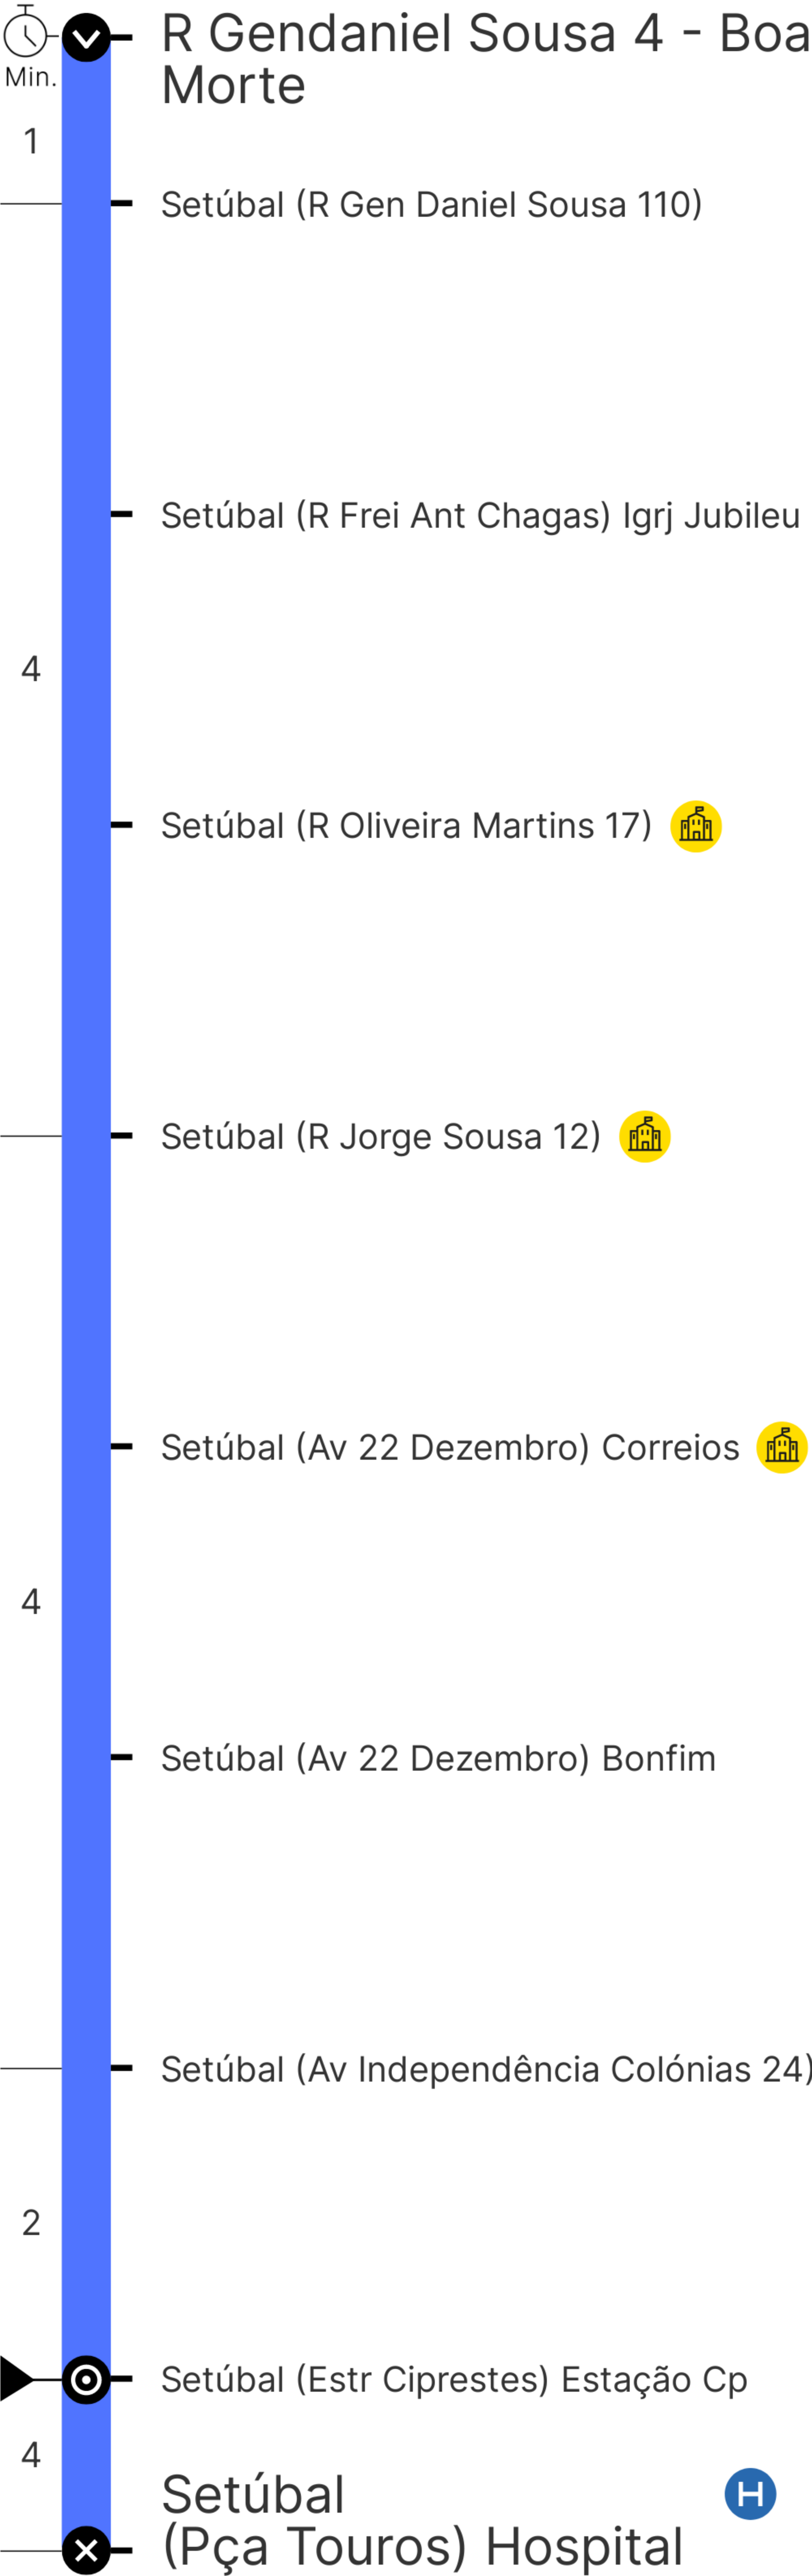 R Gendaniel Sousa 4 - Boa
Morte
Min.
1
Setúbal (R Gen Daniel Sousa 110)
Setúbal (R Frei Ant Chagas) Igrj Jubileu
4
Setúbal (R Oliveira Martins 17)
Setúbal (R Jorge Sousa 12)
Setúbal (Av 22 Dezembro) Correios
4
Setúbal (Av 22 Dezembro) Bonfim
Setúbal (Av Independência Colónias 24)
2
Setúbal (Estr Ciprestes) Estação Cp
4
Setúbal
H
(Pça Touros) Hospital